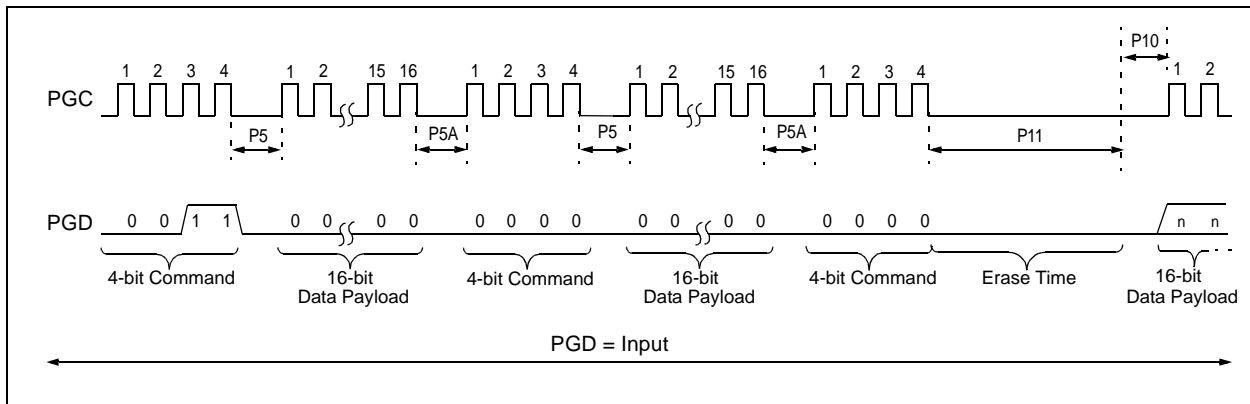 P10
1 2 3 4 1 2 15 16 1 2 3 4 1 2 15 16 1 2 3 4 1 2
PGC
P5 P5A P5 P5A P11
PGD 0 0 1 1 0 0 0 0 0 0 0 0 0 0 0 0 0 0 0 0 n n
4-bit Command 16-bit Data Payload 4-bit Command 16-bit Data Payload 4-bit Command Erase Time 16-bit Data Payload
PGD = Input